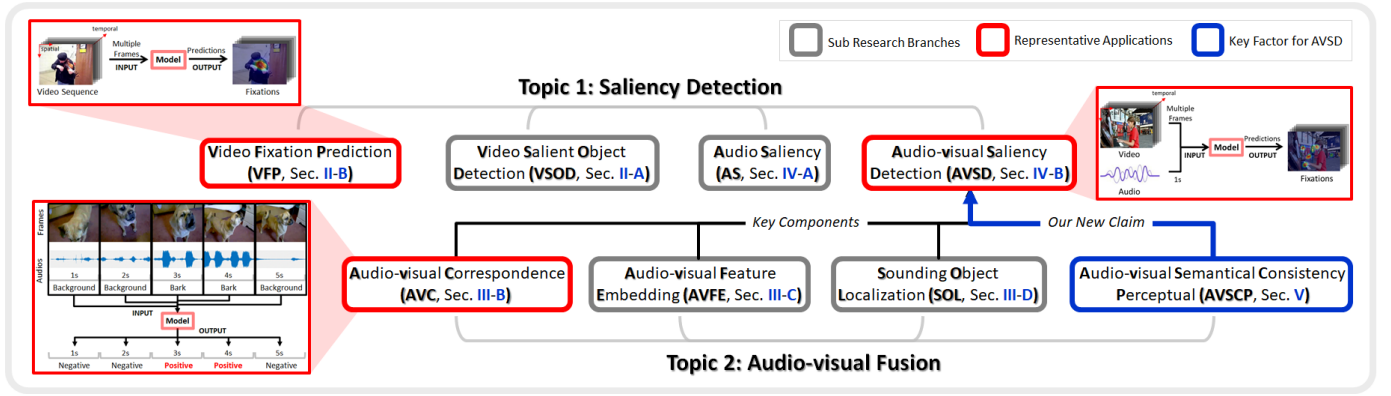 temporal
spatial
Multiple
Frames
INPUT
Model
Predictions
OUTPUT
Video Sequence
Fixations
Sub Research Branches
Representative Applications
Key Factor for AVSD
Topic 1: Saliency Detection
Video Fixation Prediction
(VFP, Sec. II-B)
Video Salient Object
Detection (VSOD, Sec. II-A)
Audio Saliency
(AS, Sec. IV-A)
Audio-visual Saliency
Detection (AVSD, Sec. IV-B)
temporal
Multiple
Frames
Video
Audio
INPUT
1s
Model
Predictions
OUTPUT
Fixations
Key Components
Our New Claim
Frames
Audios
1s 2s 3s 4s 5s
Background Background Bark Bark Background
INPUT
Model
OUTPUT
1s 2s 3s 4s 5s
Negative Negative Positive Positive Negative
Audio-visual Correspondence
(AVC, Sec. III-B)
Audio-visual Feature
Embedding (AVFE, Sec. III-C)
Sounding Object
Localization (SOL, Sec. III-D)
Audio-visual Semantical Consistency
Perceptual (AVSCP, Sec. V)
Topic 2: Audio-visual Fusion